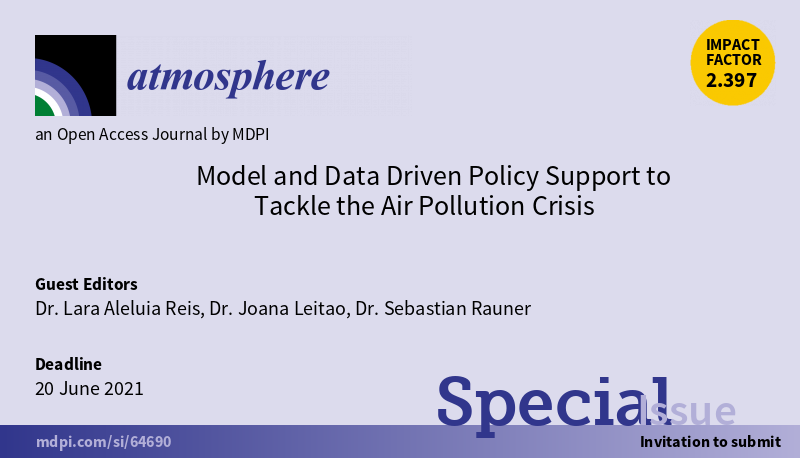 atmosphere
IMPACT
FACTOR
2.397
an Open Access Journal by MDPI
Model and Data Driven Policy Support to
Tackle the Air Pollution Crisis
Guest Editors
Dr. Lara Aleluia Reis, Dr. Joana Leitao, Dr. Sebastian Rauner
Deadline
20 June 2021
Special Issue
mdpi.com/si/64690
Invitation to submit